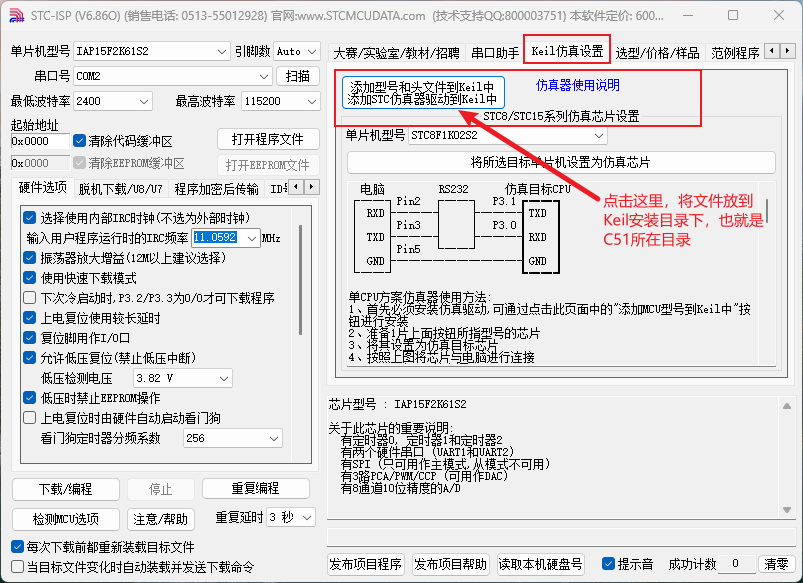 STC-ISP (V6.86O) (销售电话: 0513-55012928) 官网:www.STCMCUDATA.com (技术支持QQ:800003751) 本软件定价: 600...
单片机型号 IAP15F2K61S2 引脚数 Auto
串口号 COM2 扫描
最低波特率 2400 最高波特率 115200
起始地址
0x0000 清除代码缓冲区 打开程序文件
0x0000 清除EEPROM缓冲区 打开EEPROM文件
硬件选项 脱机下载/U8/U7 程序加密后传输
选择使用内部IRC时钟(不选为外部时钟)
输入用户程序运行时的IRC频率 11.0592 MHz
振荡器放大增益(12M以上建议选择)
使用快速下载模式
下次冷启动时,P3.2/P3.3为0/0才可下载程序
上电复位使用较长延时
复位脚用作I/O口
允许低压复位(禁止低压中断)
低压检测电压 3.82 V
低压时禁止EEPROM操作
上电复位时由硬件自动启动看门狗
看门狗定时器分频系数 256
下载/编程 停止 重复编程
检测MCU选项 注意/帮助 重复延时 3 秒
每次下载前都重新装载目标文件
当目标文件变化时自动装载并发送下载命令
大赛/实验室/教材/招聘 串口助手 Keil仿真设置 选型/价格/样品 范例程序
添加型号和头文件到Keil中
添加STC仿真器驱动到Keil中
仿真器使用说明
STC8/STC15系列仿真芯片设置
单片机型号 STC8F1K02S2
将所选目标单片机设置为仿真芯片
电脑 RS232 仿真目标CPU
RXD Pin2 P3.1 TXD
TXD Pin3 P3.0 RXD
GND Pin5 GND
点击这里，将文件放到
Keil安装目录下，也就是
C51所在目录
单CPU方案仿真器使用方法:
1、首先必须安装仿真驱动,可通过点击此页面中的"添加MCU型号到Keil中"按
钮进行安装
2、准备1片上面按钮所指型号的芯片
3、将其设置为仿真目标芯片
4、按照上图将芯片与电脑进行连接
芯片型号 : IAP15F2K61S2
关于此芯片的重要说明:
有定时器0, 定时器1和定时器2
有两个硬件串口 (UART1和UART2)
有SPI (只可用作主模式,从模式不可用)
有3路PCA/PWM/CCP (可用作DAC)
有8通道10位精度的A/D
发布项目程序 发布项目帮助 读取本机硬盘号 提示音 成功计数 0 清零